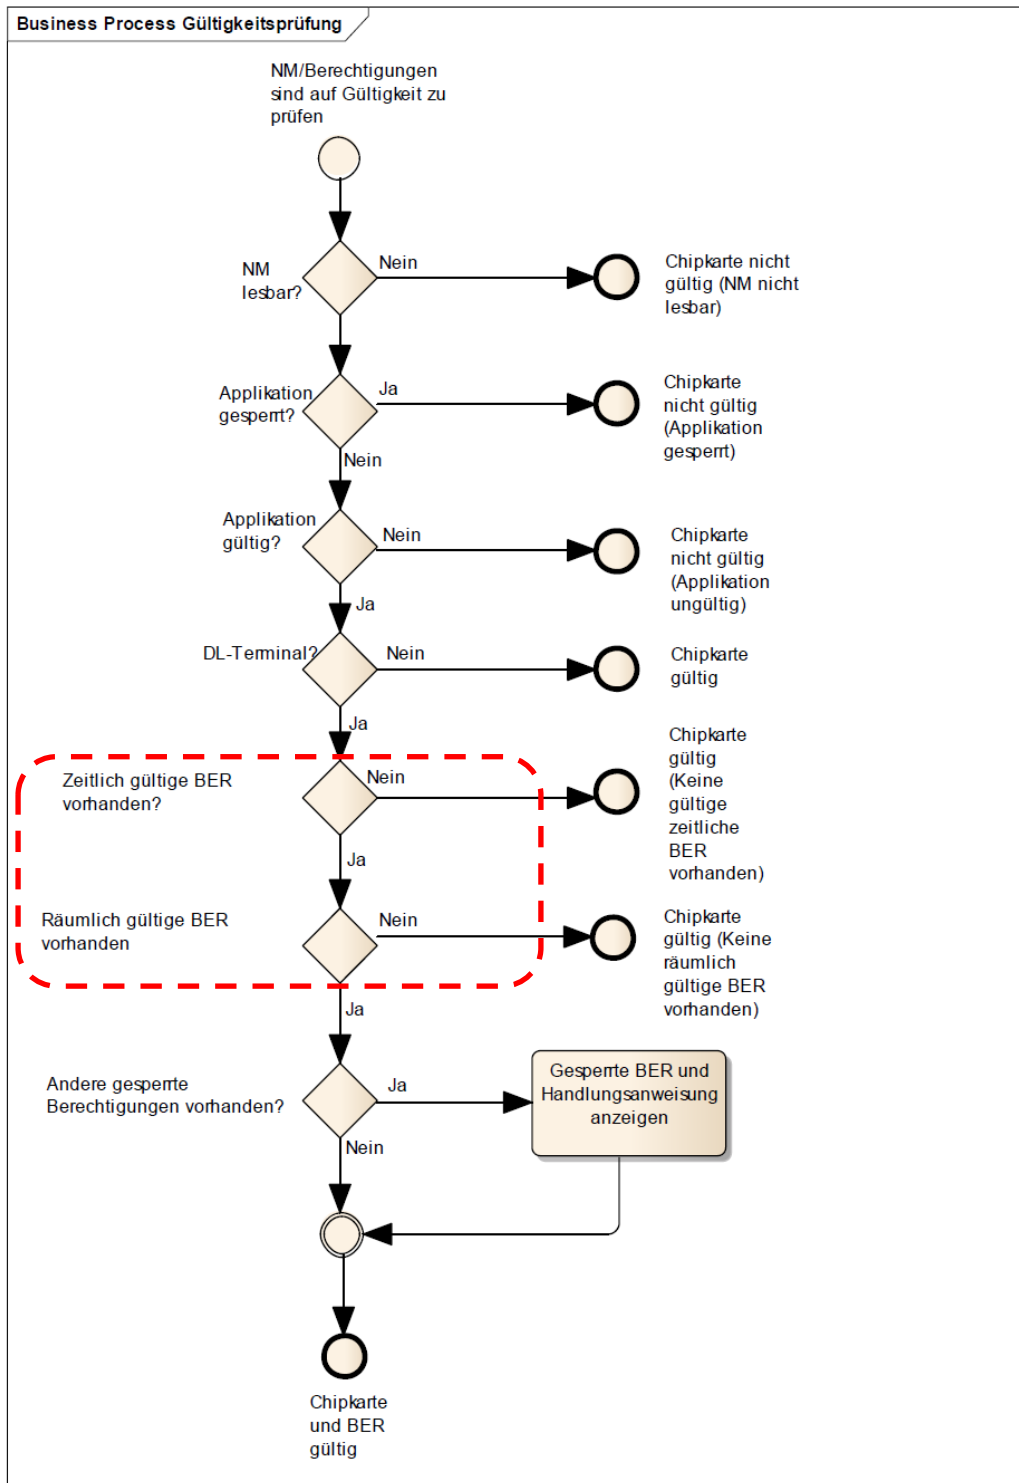 Business Process Gültigkeitsprüfung
NM/Berechtigungen
sind auf Gültigkeit zu
prüfen
NM
lesbar?
Nein
Chipkarte nicht
gültig (NM nicht
lesbar)
Applikation
gesperrt?
Ja
Chipkarte
nicht gültig
(Applikation
gesperrt)
Nein
Applikation
gültig?
Nein
Chipkarte
nicht gültig
(Applikation
ungültig)
Ja
DL-Terminal?
Nein
Chipkarte
gültig
Ja
Zeitlich gültige BER
vorhanden?
Nein
Chipkarte
gültig
(Keine
gültige
zeitliche
BER
vorhanden)
Ja
Räumlich gültige BER
vorhanden
Nein
Chipkarte
gültig (Keine
räumlich
gültige BER
vorhanden)
Ja
Andere gesperrte
Berechtigungen vorhanden?
Ja
Gesperrte BER und
Handlungsanweisung
anzeigen
Nein
Chipkarte
und BER
gültig